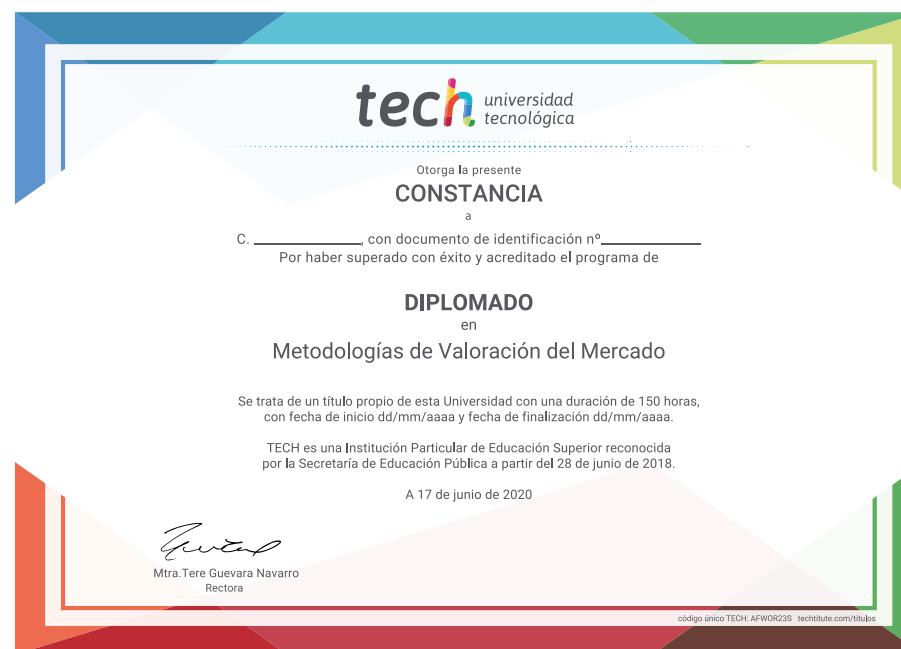 tech universidad
tecnológica
Otorga la presente
CONSTANCIA
a
C. ______________, con documento de identificación nº_____________
Por haber superado con éxito y acreditado el programa de
DIPLOMADO
en
Metodologías de Valoración del Mercado
Se trata de un título propio de esta Universidad con una duración de 150 horas,
con fecha de inicio dd/mm/aaaa y fecha de finalización dd/mm/aaaa.
TECH es una Institución Particular de Educación Superior reconocida
por la Secretaría de Educación Pública a partir del 28 de junio de 2018.
A 17 de junio de 2020
Mtra.Tere Guevara Navarro
Rectora
código único TECH: AFWOR23S techtitute.com/titulos